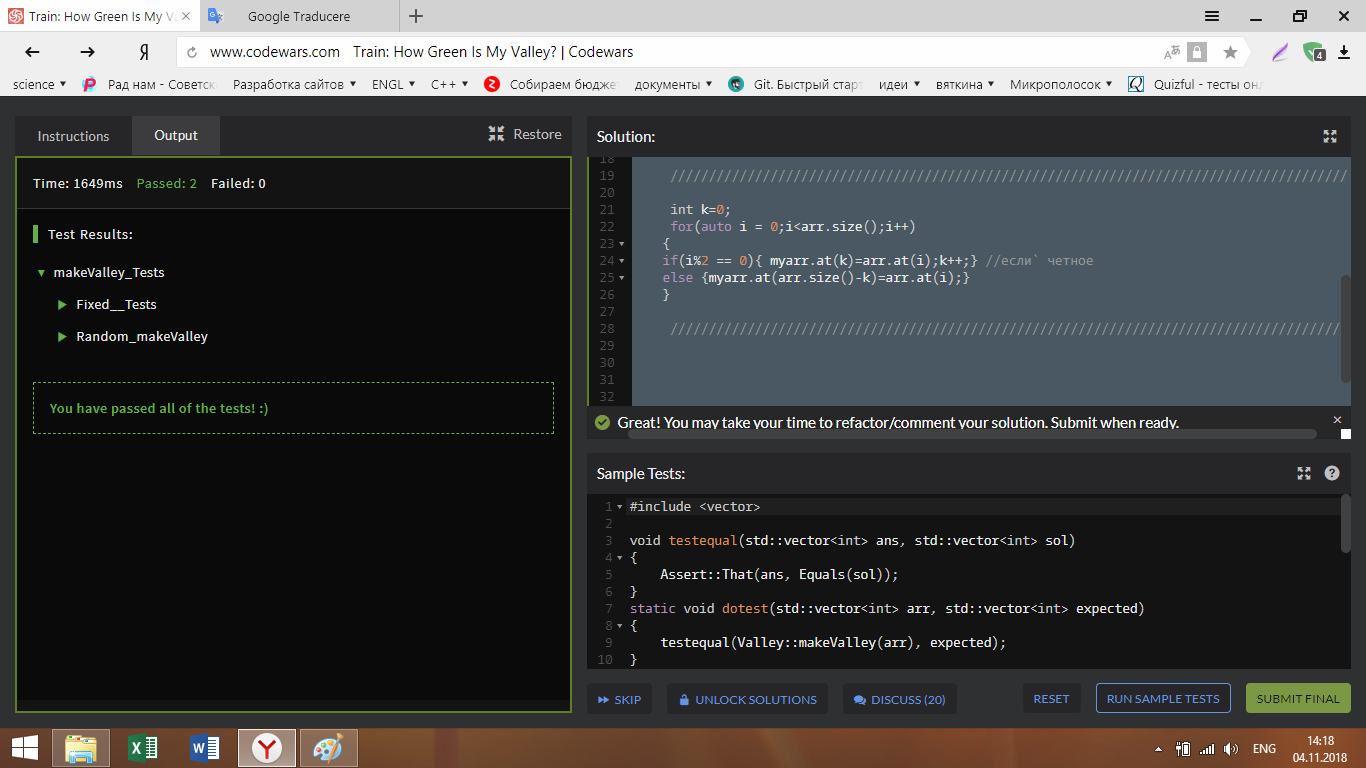 Train: How Green Is My Va
Google Traducere
www.codewars.com Train: How Green Is My Valley? | Codewars
4
science
Рад нам - Советск
Разработка сайтов
ENGL
C++
Собираем бюдже
документы
Git. Быстрый стар
идеи
вяткина
Микрополосок
Quizful - тесты онл
Instructions
Output
Restore
Time: 1649ms Passed: 2 Failed: 0
Test Results:
makeValley_Tests
Fixed__Tests
Random_makeValley
You have passed all of the tests! :)
Solution:
18
19 ////////////////////////////////////////////////////////////////////////////////////////
20
21 int k=0;
22 for(auto i = 0;i<arr.size();i++)
23 {
24 if(i%2 == 0){ myarr.at(k)=arr.at(i);k++;} //если` четное
25 else {myarr.at(arr.size()-k)=arr.at(i);}
26 }
27
28 ///////////////////////////////////////////////////////////////////////////////////////
29
30
31
32
Great! You may take your time to refactor/comment your solution. Submit when ready.
Sample Tests:
1 #include <vector>
2
3 void testequal(std::vector<int> ans, std::vector<int> sol)
4 {
5 Assert::That(ans, Equals(sol));
6 }
7 static void dotest(std::vector<int> arr, std::vector<int> expected)
8 {
9 testequal(Valley::makeValley(arr), expected);
10 }
SKIP
UNLOCK SOLUTIONS
DISCUSS (20)
RESET
RUN SAMPLE TESTS
SUBMIT FINAL
ENG
14:18
04.11.2018